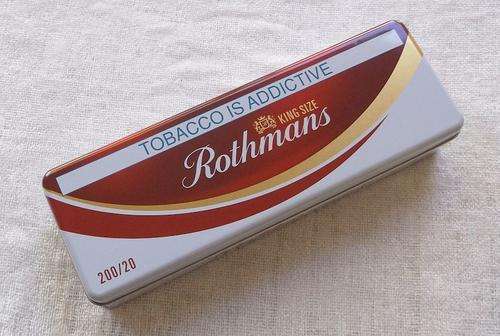 TOBACCO IS ADDICTIVE
KING SIZE
Rothmans
200/20